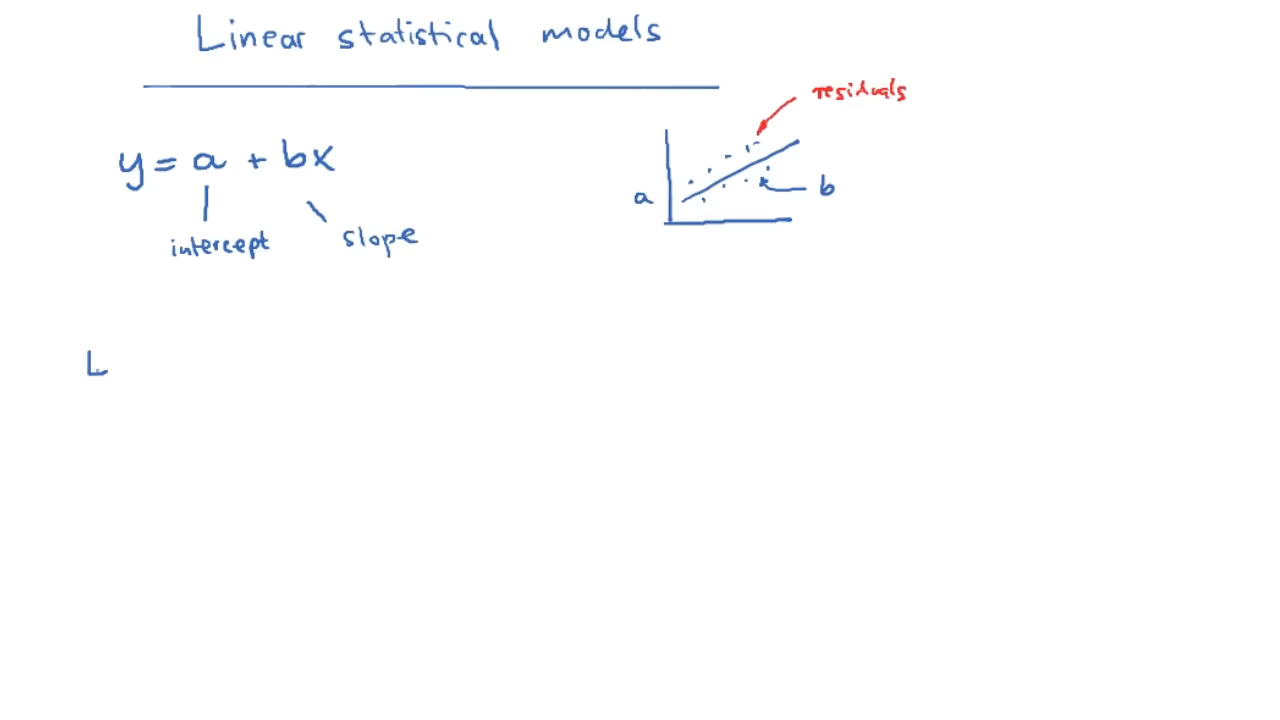 Linear statistical models
residuals
y = a + bx
a
b
intercept
slope
L